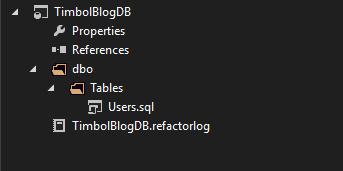 TimbolBlogDB
Properties
References
dbo
Tables
Users.sql
TimbolBlogDB.refactorlog